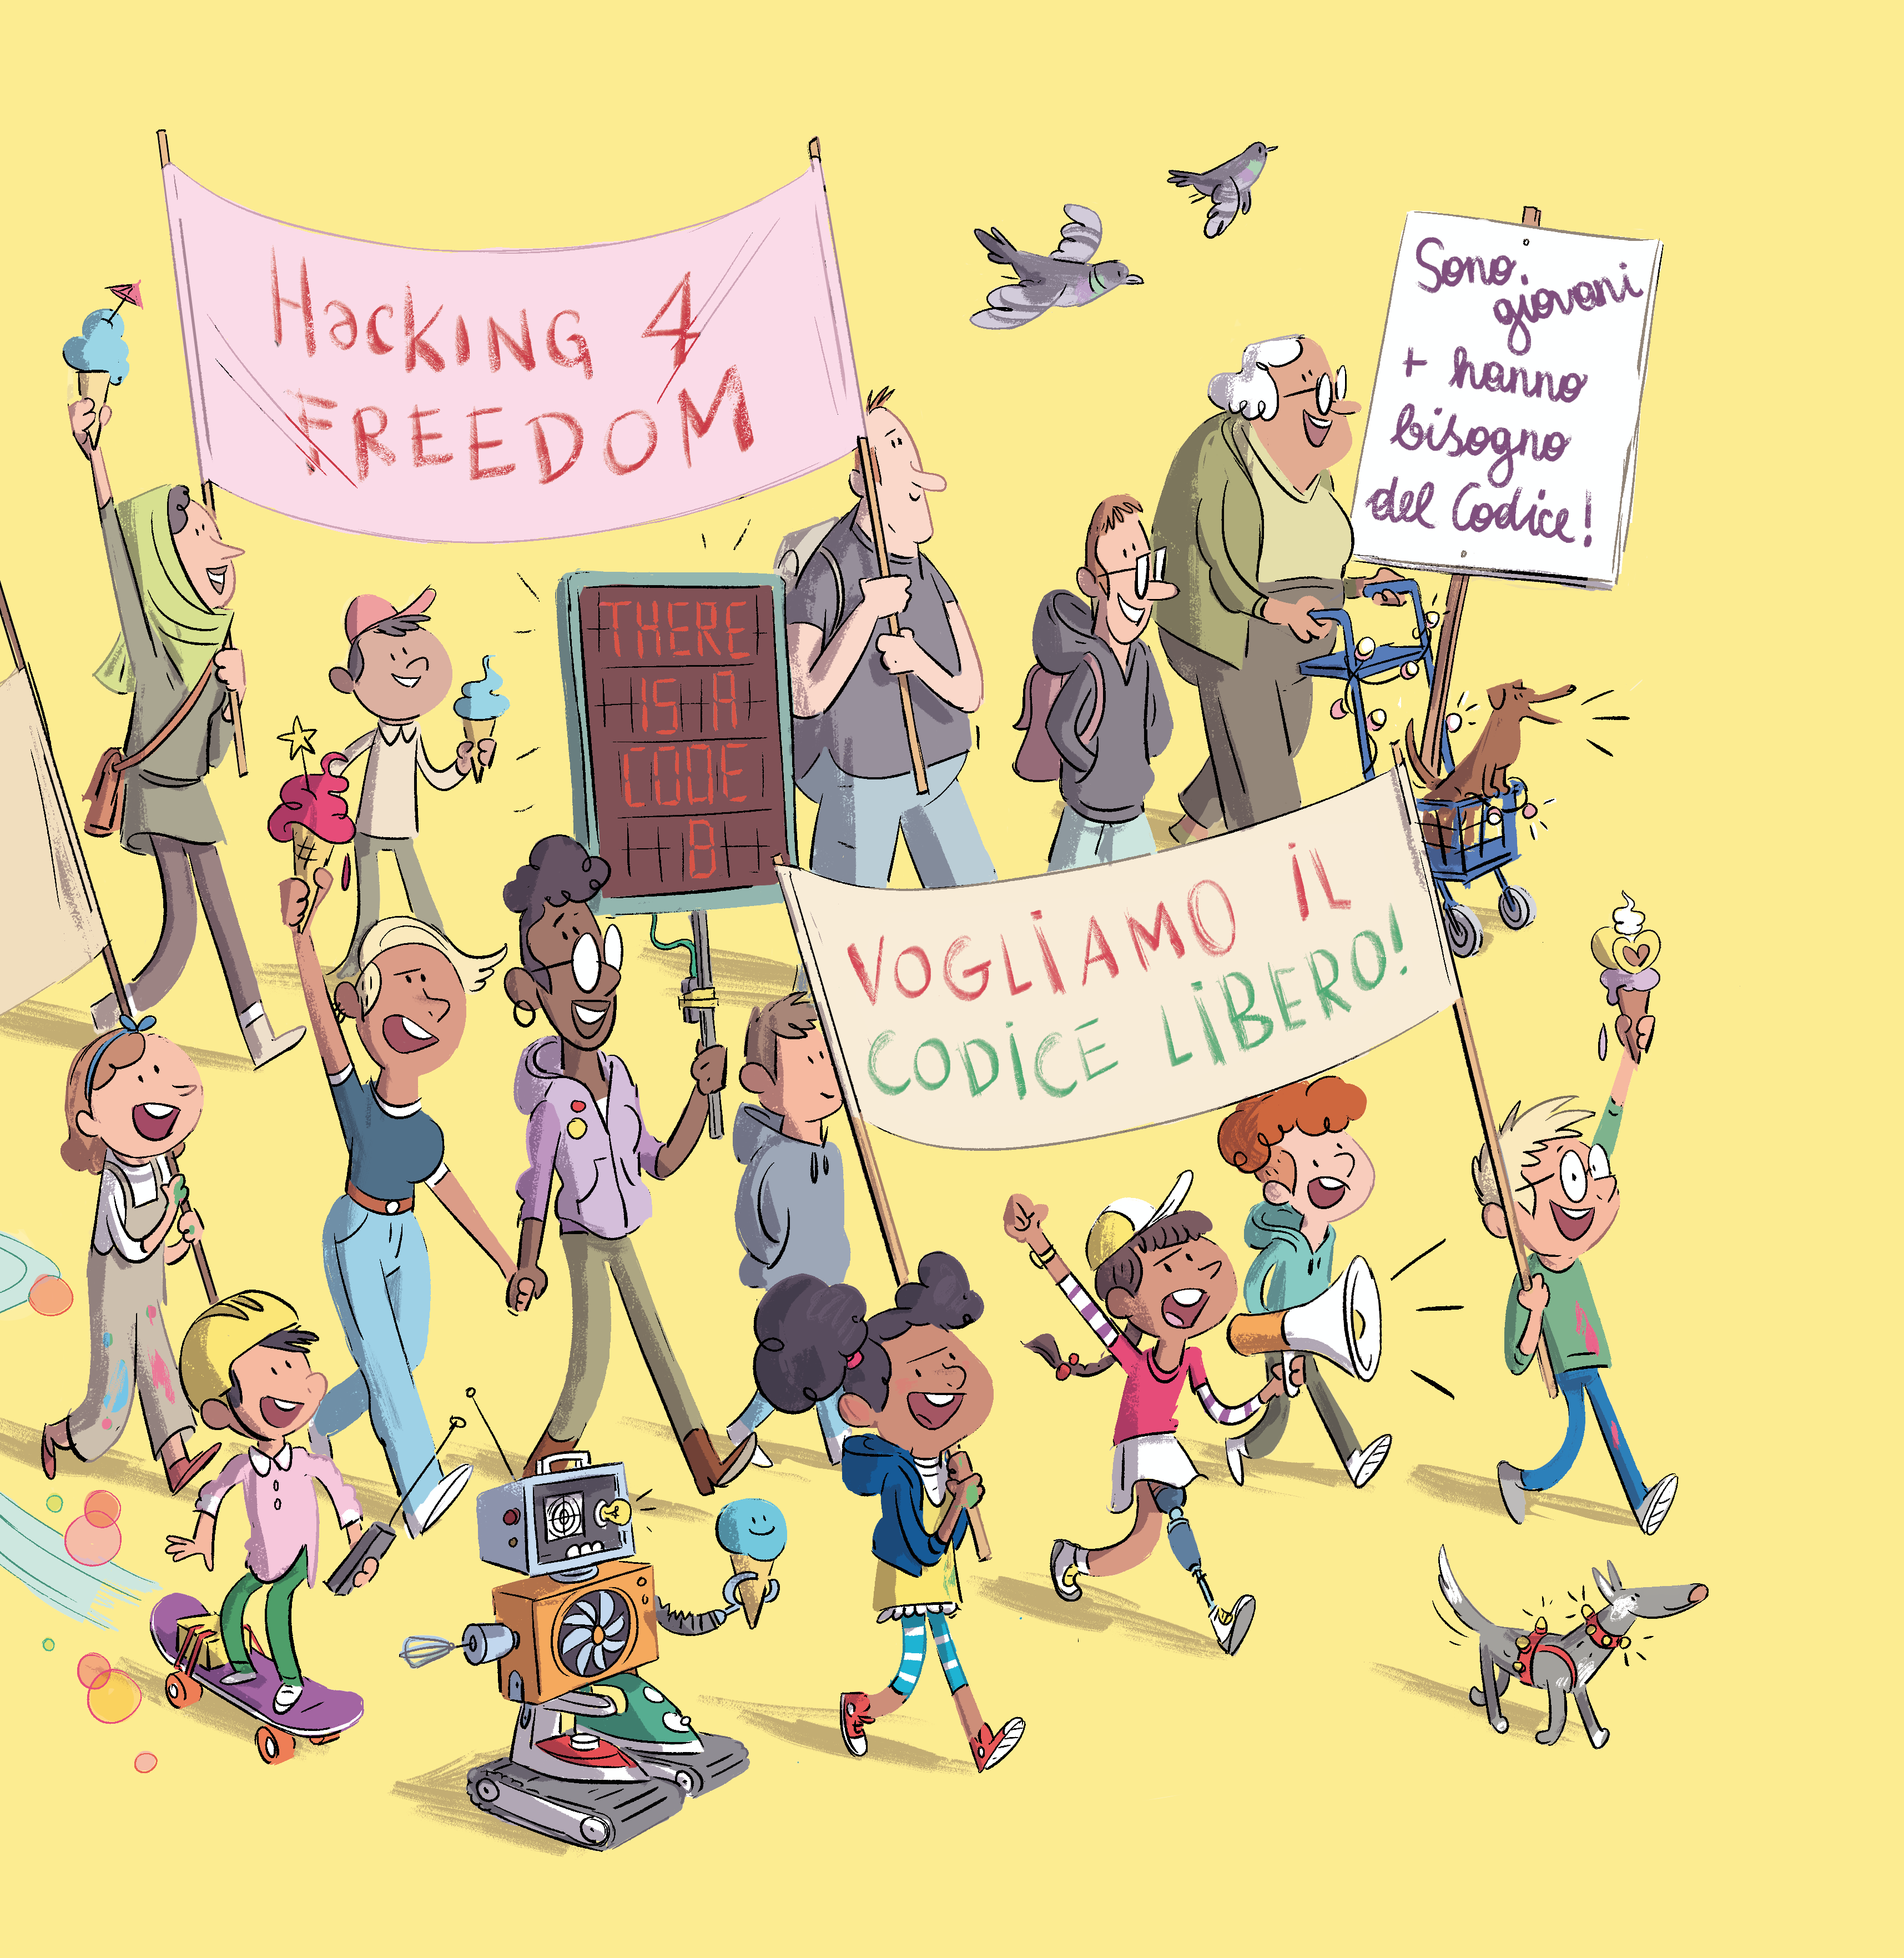 HacKING 4
FREEDOM
Sono
giovani
+ hanno
bisogno
del Codice!
THERE
IS A
CODE
B
VOGLiAMO iL
CODiCE LiBERO!